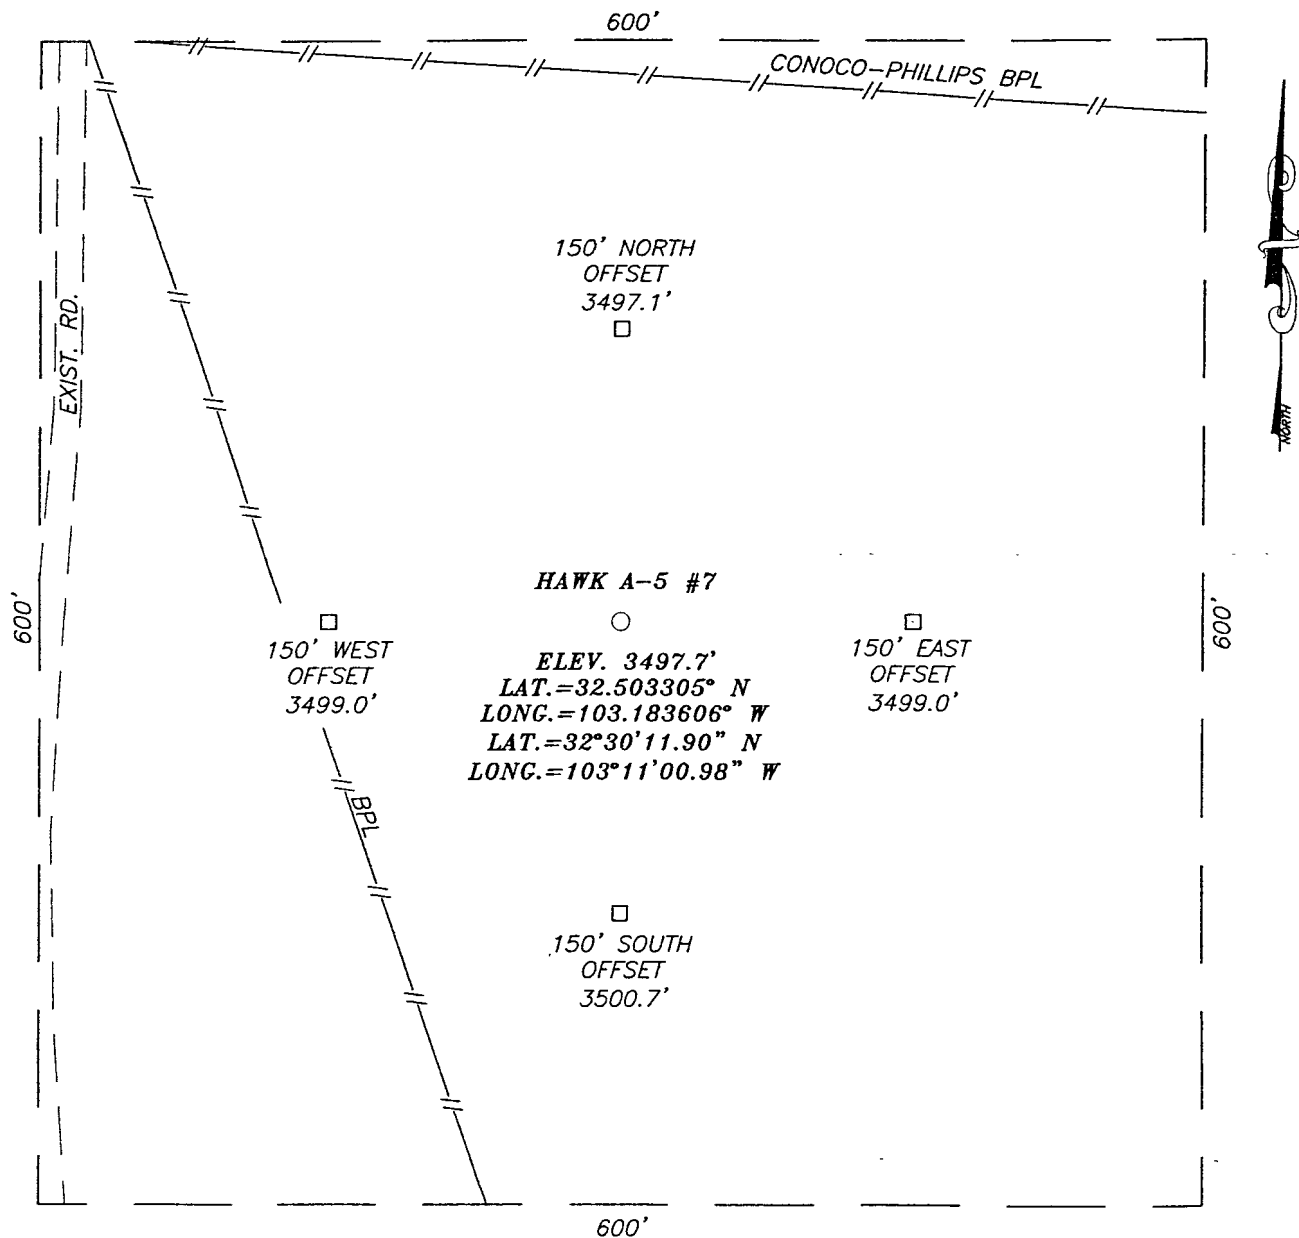 600'
CONOCO-PHILLIPS BPL
150' NORTH
OFFSET
3497.1'
EXIST. RD.
NORTH
HAWK A-5 #7
600'
600'
150' WEST
OFFSET
3499.0'
ELEV. 3497.7'
LAT.=32.503305° N
LONG.=103.183606° W
LAT.=32°30'11.90" N
LONG.=103°11'00.98" W
150' EAST
OFFSET
3499.0'
BPL
150' SOUTH
OFFSET
3500.7'
600'